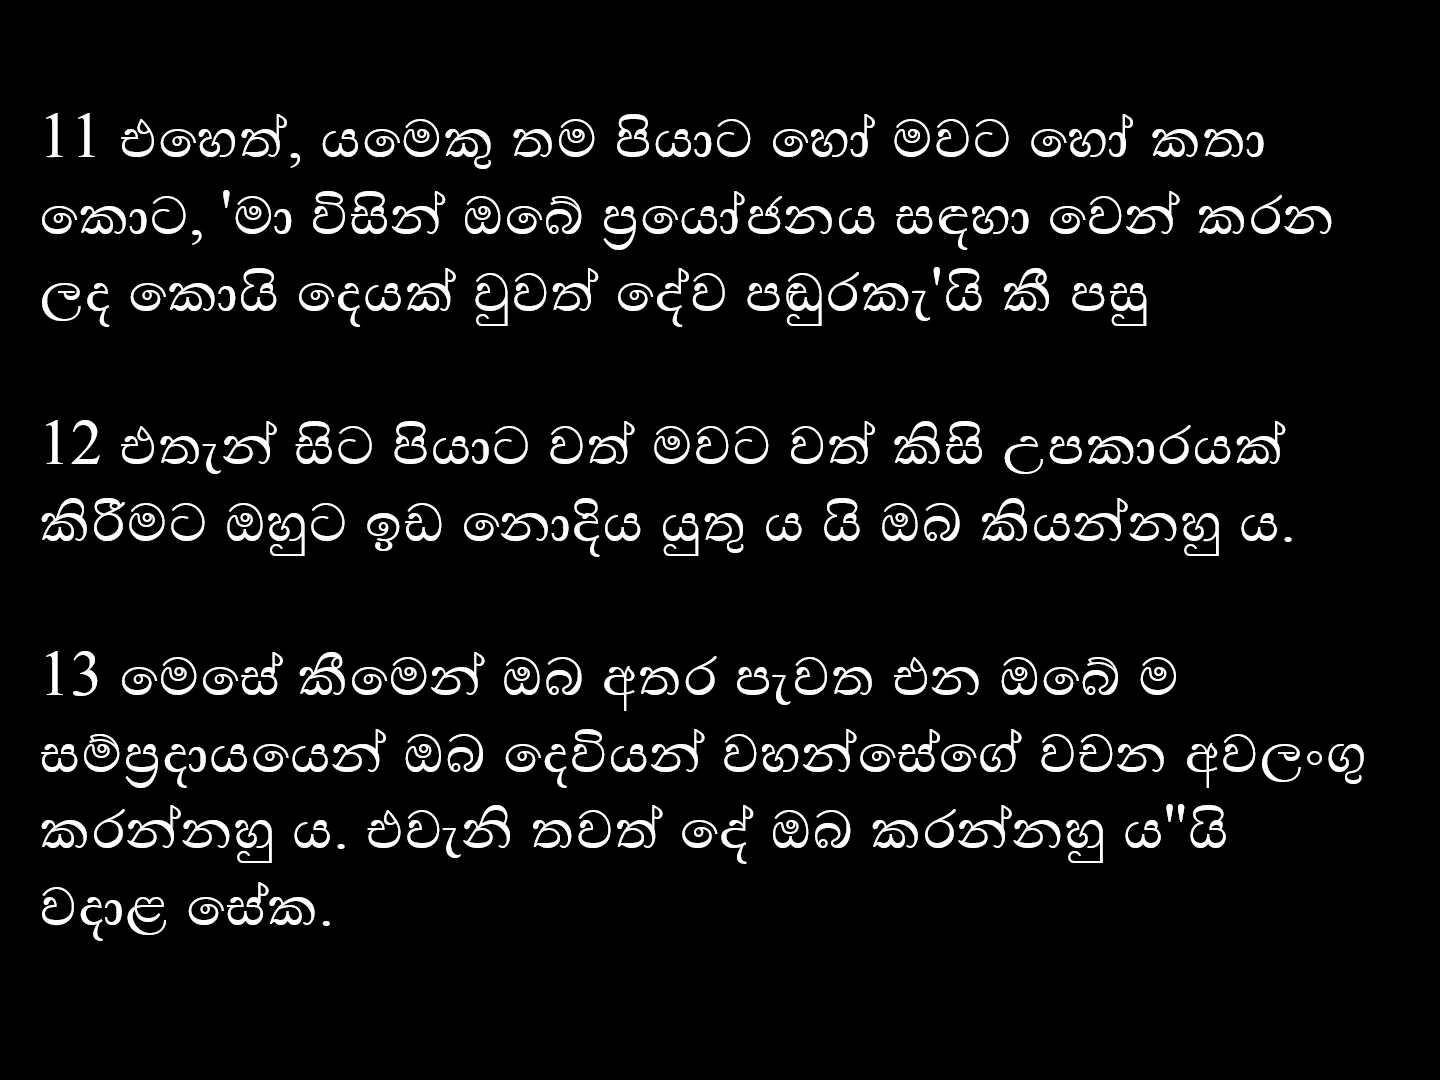 11 එහෙත්, යමෙකු තම පියාට හෝ මවට හෝ කතා
කොට, 'මා විසින් ඔබේ ප්‍රයෝජනය සඳහා වෙන් කරන
ලද කොයි දෙයක් වුවත් දේව පඬුරකැ'යි කී පසු
12 එතැන් සිට පියාට වත් මවට වත් කිසි උපකාරයක්
කිරීමට ඔහුට ඉඩ නොදිය යුතු ය යි ඔබ කියන්නහු ය.
13 මෙසේ කීමෙන් ඔබ අතර පැවත එන ඔබේ ම
සම්ප්‍රදායයෙන් ඔබ දෙවියන් වහන්සේගේ වචන අවලංගු
කරන්නහු ය. එවැනි තවත් දේ ඔබ කරන්නහු ය"යි
වදාළ සේක.